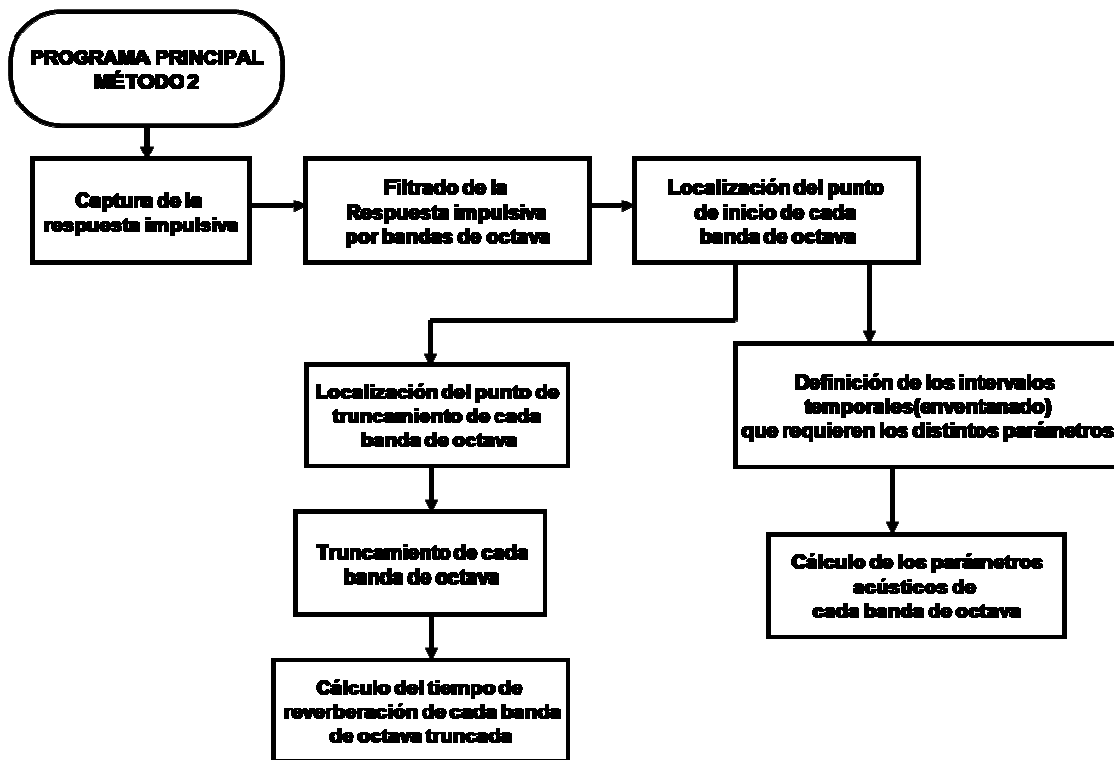 PROGRAMA PRINCIPAL
MÉTODO 2
Captura de la
respuesta impulsiva
Filtrado de la
Respuesta impulsiva
por bandas de octava
Localización del punto
de inicio de cada
banda de octava
Localización del punto de
truncamiento de cada
banda de octava
Definición de los intervalos
temporales(enventanado)
que requieren los distintos parámetros
Truncamiento de cada
banda de octava
Cálculo de los parámetros
acústicos de
cada banda de octava
Cálculo del tiempo de
reverberación de cada banda
de octava truncada